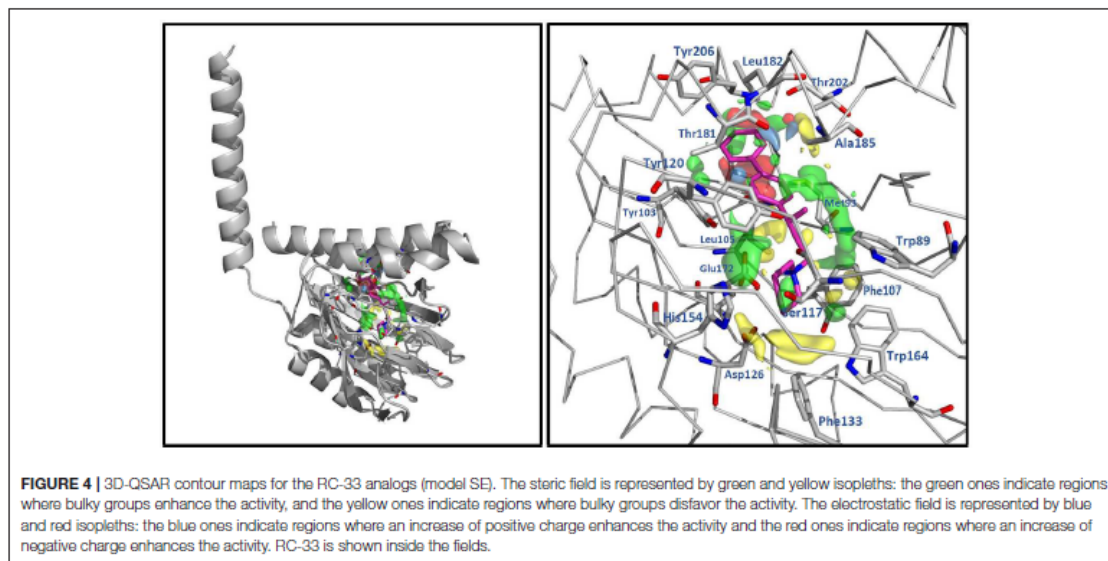 Tyr206
Leu182
Thr202
Thr181
Ala185
Tyr120
Met93
Tyr103
Leu105
Trp89
Glu172
Phe107
Ser117
His154
Trp164
Asp126
Phe133
FIGURE 4 | 3D-QSAR contour maps for the RC-33 analogs (model SE). The steric field is represented by green and yellow isopleths: the green ones indicate regions
where bulky groups enhance the activity, and the yellow ones indicate regions where bulky groups disfavor the activity. The electrostatic field is represented by blue
and red isopleths: the blue ones indicate regions where an increase of positive charge enhances the activity and the red ones indicate regions where an increase of
negative charge enhances the activity. RC-33 is shown inside the fields.